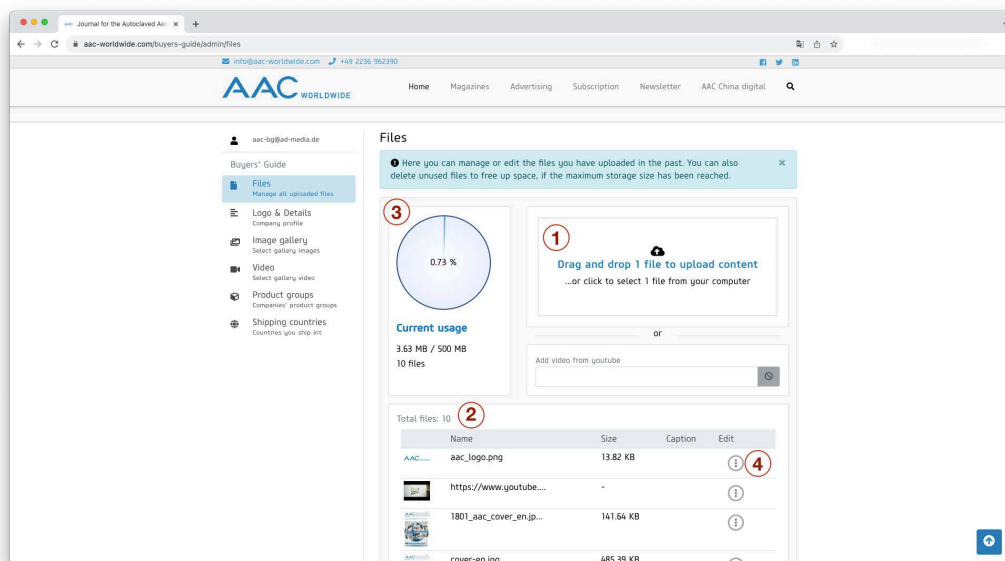 AAC Journal for the Autoclaved Aer
aac-worldwide.com/buyers-guide/admin/files
info@aac-worldwide.com +49 2236 962390
AAC WORLDWIDE
Home Magazines Advertising Subscription Newsletter AAC China digital
aac-bg@ad-media.de
Buyers' Guide
Files
Manage all uploaded files
Logo & Details
Company profile
Image gallery
Select gallery images
Video
Select gallery video
Product groups
Companies' product groups
Shipping countries
Countries you ship int
Files
Here you can manage or edit the files you have uploaded in the past. You can also
delete unused files to free up space, if the maximum storage size has been reached.
3
0.73 %
Current usage
3.63 MB / 500 MB
10 files
1
Drag and drop 1 file to upload content
...or click to select 1 file from your computer
or
Add video from youtube
Total files: 10
2
Name Size Caption Edit
AAC aac_logo.png 13.82 KB
4
https://www.youtube.... -
AAC 1801_aac_cover_en.jp... 141.64 KB
AAC cover-en.jpg 485.39 KB